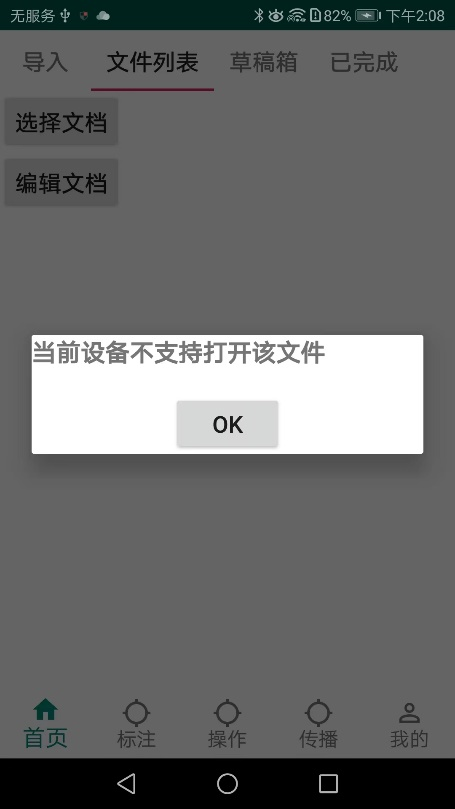 无服务 82% 下午2:08
导入 文件列表 草稿箱 已完成
选择文档
编辑文档
当前设备不支持打开该文件
OK
首页 标注 操作 传播 我的